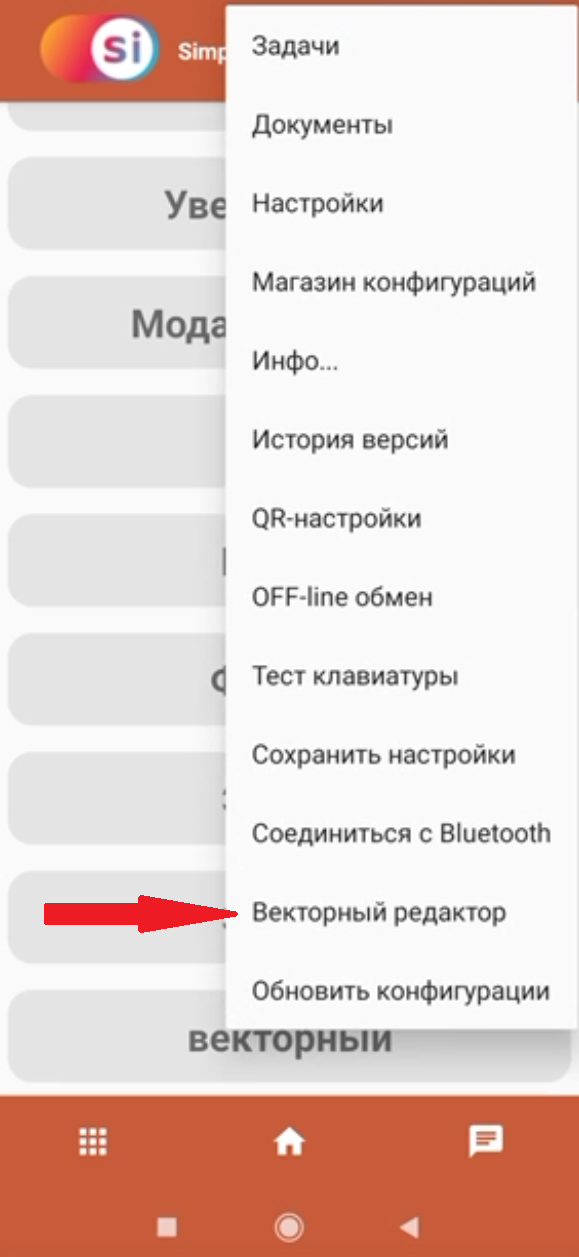 si
Simp
Задачи
Документы
Настройки
Магазин конфигураций
Инфо...
История версий
QR-настройки
OFF-line обмен
Тест клавиатуры
Сохранить настройки
Соединиться с Bluetooth
Векторный редактор
Обновить конфигурации
Уве
Мода
векторный